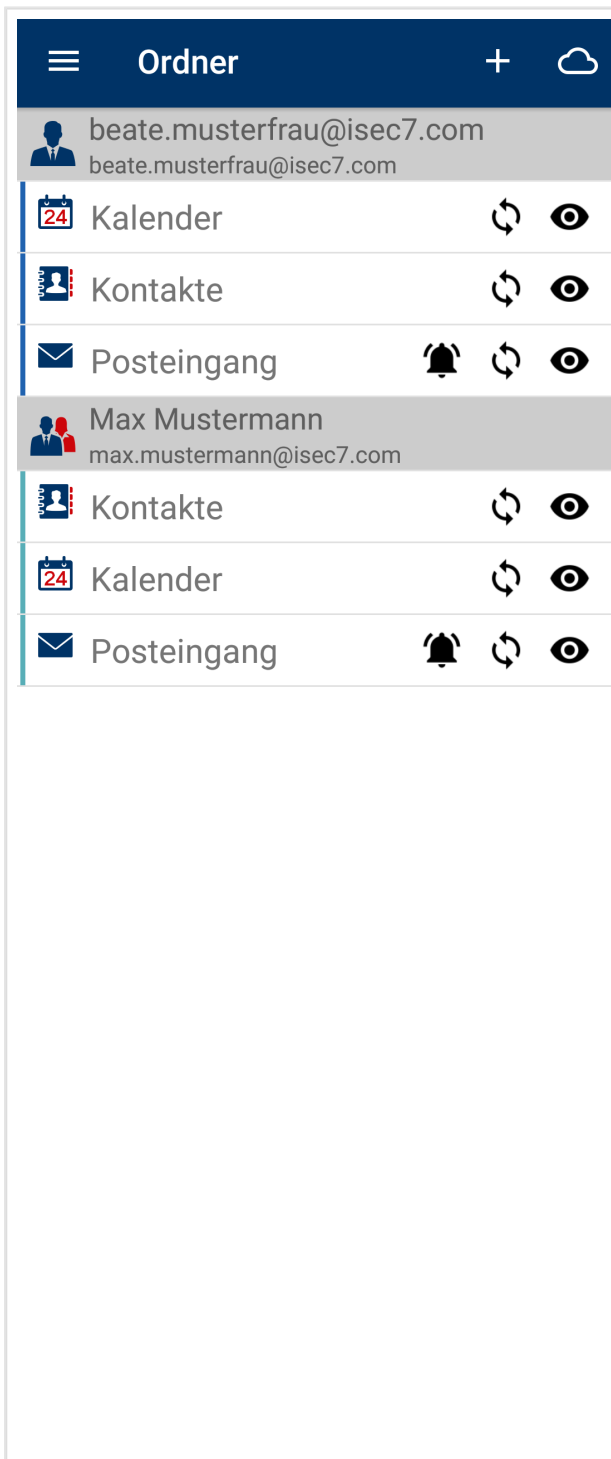 Ordner
beate.musterfrau@isec7.com
beate.musterfrau@isec7.com
24 Kalender
Kontakte
Posteingang
Max Mustermann
max.mustermann@isec7.com
Kontakte
24 Kalender
Posteingang